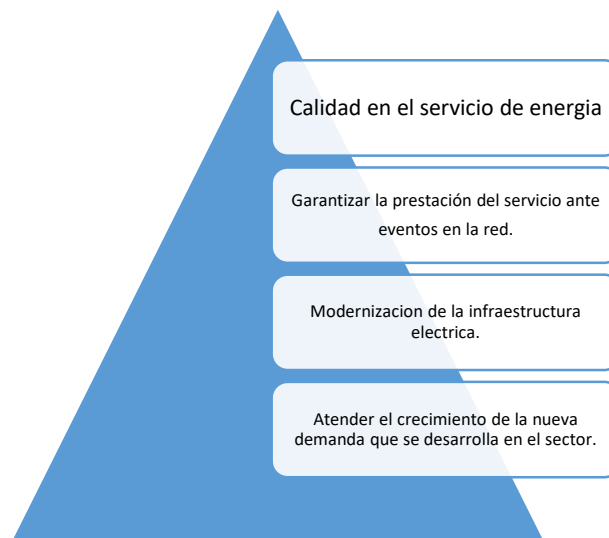 Calidad en el servicio de energia
Garantizar la prestación del servicio ante
eventos en la red.
Modernizacion de la infraestructura
electrica.
Atender el crecimiento de la nueva
demanda que se desarrolla en el sector.